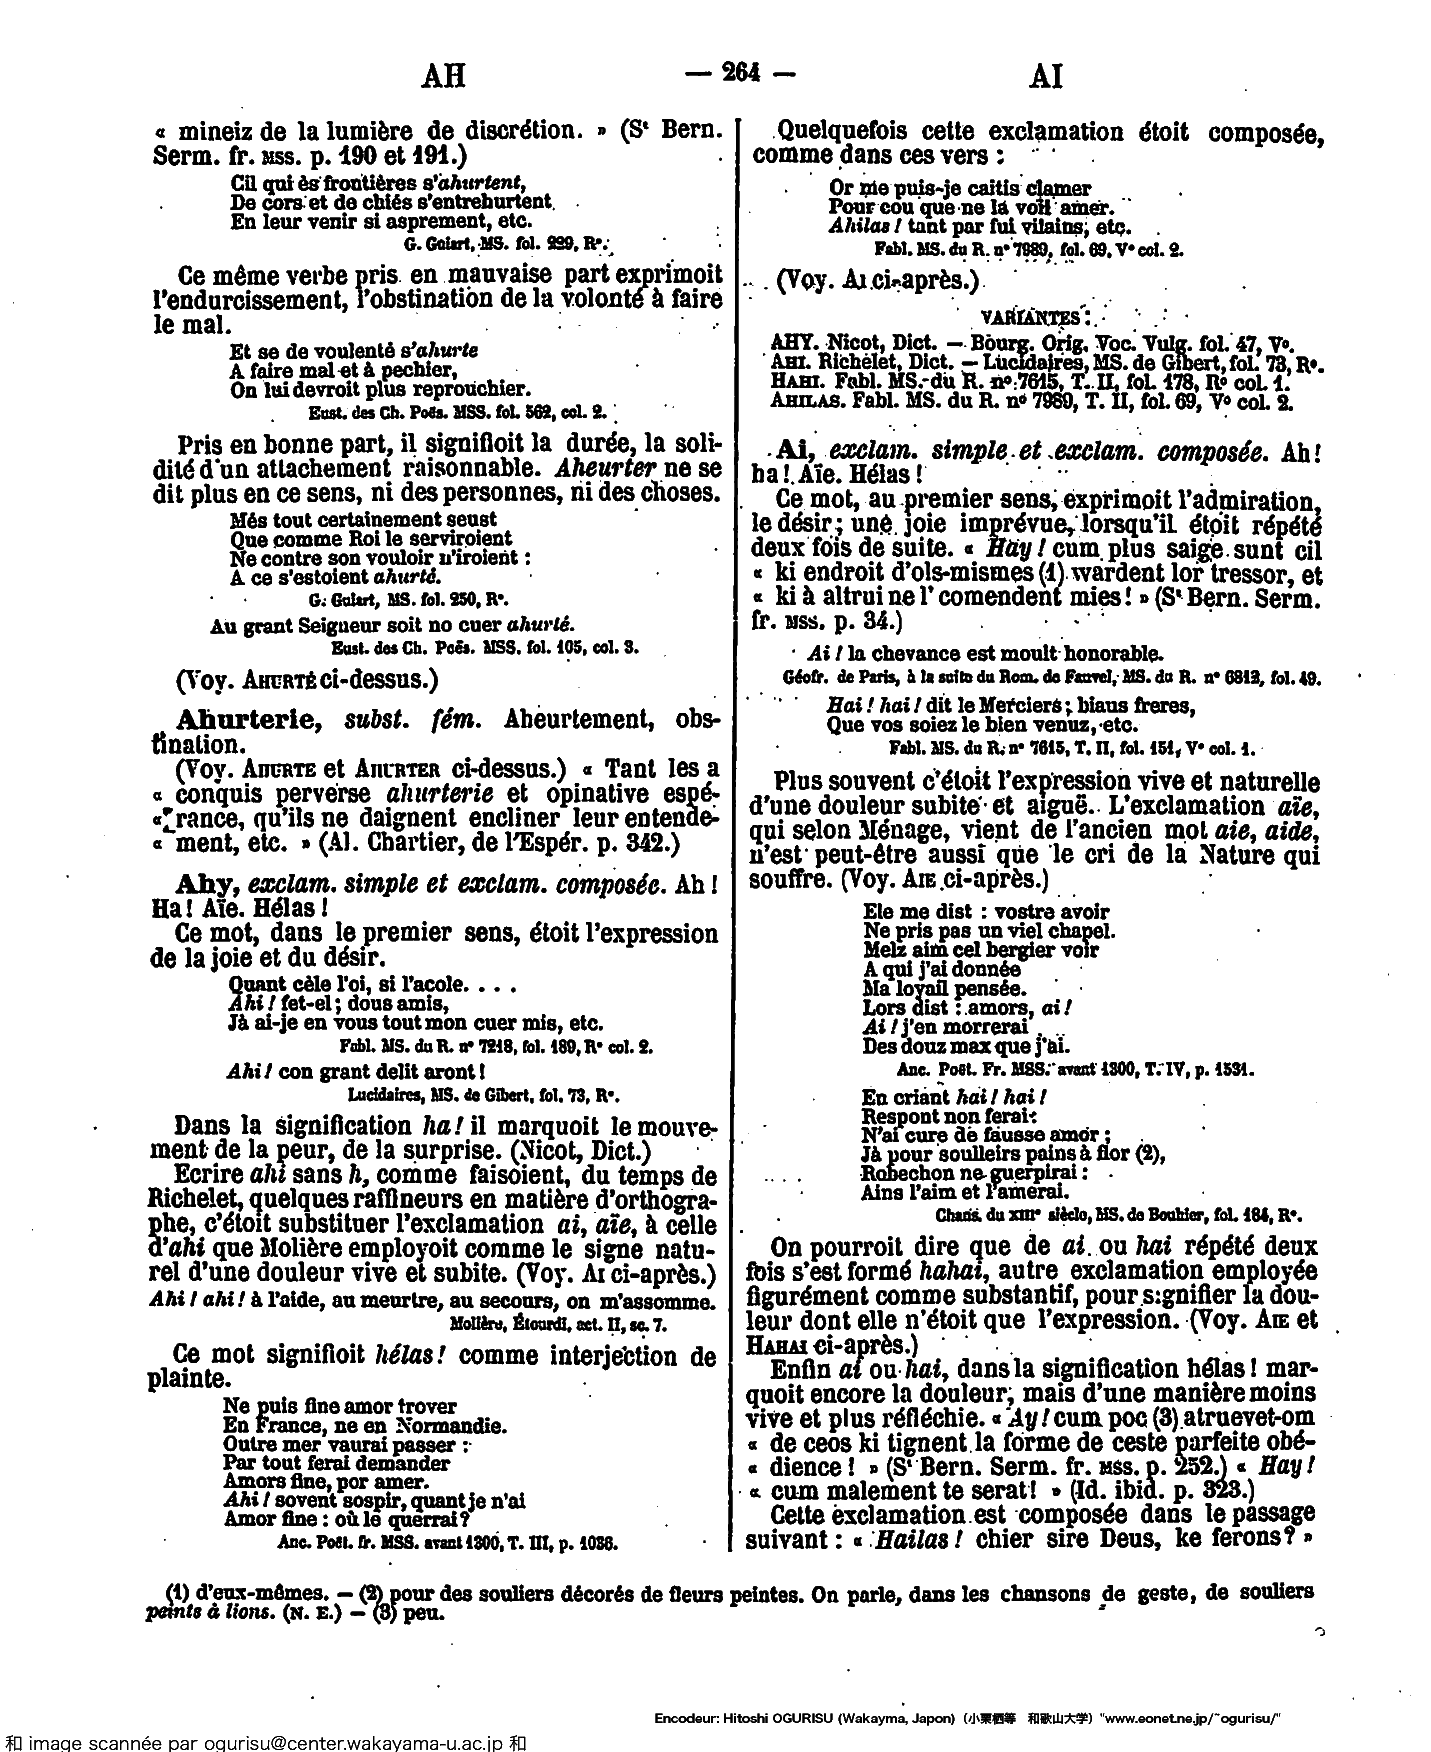 AH
— 264 —
AI
« mineiz de la lumière de discrétion. » (Sᵗ Bern.
Serm. fr. MSS. p. 190 et 191.)
Cil qui ès frontières s'ahurtent,
De cors et de chiés s'entrehurtent
En leur venir si asprement, etc.
G. Guiart, MS. fol. 229, R°.
Ce même verbe pris en mauvaise part exprimoit
l'endurcissement, l'obstination de la volonté à faire
le mal.
Et se de voulenté s'ahurte
A faire mal et à pechier,
On lui devroit plus reprouchier.
Eust. des Ch. Poës. MSS. fol. 562, col. 2.
Pris en bonne part, il signifioit la durée, la soli-
dité d'un attachement raisonnable. Aheurter ne se
dit plus en ce sens, ni des personnes, ni des choses.
Més tout certainement seust
Que comme Roi le serviroient
Ne contre son vouloir n'iroient :
A ce s'estoient ahurté.
G. Guiart, MS. fol. 250, R°.
Au grant Seigneur soit no cuer ahurté.
Eust. des Ch. Poës. MSS. fol. 105, col. 3.
(Voy. AHURTÉ ci-dessus.)
Ahurterie, subst. fém. Aheurtement, obs-
tination.
(Voy. AHURTE et AHURTER ci-dessus.) « Tant les a
« conquis perverse ahurterie et opinative espé-
« rance, qu'ils ne daignent encliner leur entende-
« ment, etc. » (Al. Chartier, de l'Espér. p. 342.)
Ahy, exclam. simple et exclam. composée. Ah !
Ha ! Aïe. Hélas !
Ce mot, dans le premier sens, étoit l'expression
de la joie et du désir.
Quant cèle l'oi, si l'acole. . . .
Ahi ! fet-el ; dous amis,
Jà ai-je en vous tout mon cuer mis, etc.
Fabl. MS. du R. n° 7218, fol. 189, R° col. 2.
Ahi ! con grant delit aront !
Lucidaires, MS. de Gibert, fol. 73, R°.
Dans la signification ha ! il marquoit le mouve-
ment de la peur, de la surprise. (Nicot, Dict.)
Ecrire ahi sans h, comme faisoient, du temps de
Richelet, quelques raffineurs en matière d'orthogra-
phe, c'étoit substituer l'exclamation ai, aïe, à celle
d'ahi que Molière employoit comme le signe natu-
rel d'une douleur vive et subite. (Voy. AI ci-après.)
Ahi ! ahi ! à l'aide, au meurtre, au secours, on m'assomme.
Molière, Étourdi, act. II, sc. 7.
Ce mot signifioit hélas ! comme interjection de
plainte.
Ne puis fine amor trover
En France, ne en Normandie.
Outre mer vaurai passer :
Par tout ferai demander
Amors fine, por amer.
Ahi ! sovent sospir, quant je n'ai
Amor fine : où le querrai ?
Anc. Poët. fr. MSS. avant 1300, T. III, p. 1036.
Quelquefois cette exclamation étoit composée,
comme dans ces vers :
Or me puis-je caitis clamer
Pour cou que ne la voil amer.
Ahilas ! tant par fui vilains, etc.
Fabl. MS. du R. n° 7989, fol. 69, V° col. 2.
(Voy. AI ci-après.)
VARIANTES :
AHY. Nicot, Dict. — Bourg. Orig. Voc. Vulg. fol. 47, V°.
AHI. Richelet, Dict. — Lucidaires, MS. de Gibert, fol. 73, R°.
HAHI. Fabl. MS. du R. n° 7615, T. II, fol. 178, R° col. 1.
AHILAS. Fabl. MS. du R. n° 7989, T. II, fol. 69, V° col. 2.
Ai, exclam. simple et exclam. composée. Ah !
ha ! Aïe. Hélas !
Ce mot, au premier sens, exprimoit l'admiration,
le désir ; une joie imprévue, lorsqu'il étoit répété
deux fois de suite. « Hay ! cum plus saige sunt cil
« ki endroit d'ols-mismes (1) wardent lor tressor, et
« ki à altrui ne l' comendent mies ! » (Sᵗ Bern. Serm.
fr. MSS. p. 34.)
Ai ! la chevance est moult honorable.
Géofr. de Paris, à la suite du Rom. de Fauvel, MS. du R. n° 6812, fol. 49.
Hai ! hai ! dit le Merciers ; biaus freres,
Que vos soiez le bien venuz, etc.
Fabl. MS. du R. n° 7615, T. II, fol. 151, V° col. 1.
Plus souvent c'étoit l'expression vive et naturelle
d'une douleur subite et aiguë. L'exclamation aïe,
qui selon Ménage, vient de l'ancien mot aie, aide,
n'est peut-être aussi que le cri de la Nature qui
souffre. (Voy. AIE ci-après.)
Ele me dist : vostre avoir
Ne pris pas un viel chapel.
Melz aim cel bergier voir
A qui j'ai donnée
Ma loyail pensée.
Lors dist : amors, ai !
Ai ! j'en morrerai
Des douz max que j'ai.
Anc. Poët. Fr. MSS. avant 1300, T. IV, p. 1531.
En criant hai ! hai !
Respont non ferai :
N'ai cure de fausse amor ;
Jà pour soulleirs pains à flor (2),
Robechon ne guerpirai :
Ains l'aim et l'amerai.
Chans. du XIIIᵉ siècle, MS. de Bouhier, fol. 184, R°.
On pourroit dire que de ai ou hai répété deux
fois s'est formé hahai, autre exclamation employée
figurément comme substantif, pour signifier la dou-
leur dont elle n'étoit que l'expression. (Voy. AIE et
HAHAI ci-après.)
Enfin ai ou hai, dans la signification hélas ! mar-
quoit encore la douleur, mais d'une manière moins
vive et plus réfléchie. « Ay ! cum poc (3) atruevet-om
« de ceos ki tignent la forme de ceste parfeite obé-
« dience ! » (Sᵗ Bern. Serm. fr. MSS. p. 252.) « Hay !
« cum malement te serat ! » (Id. ibid. p. 323.)
Cette exclamation est composée dans le passage
suivant : « Hailas ! chier sire Deus, ke ferons ? »
(1) d'eux-mêmes. — (2) pour des souliers décorés de fleurs peintes. On parle, dans les chansons de geste, de souliers
peints à lions. (N. E.) — (3) peu.
Encodeur: Hitoshi OGURISU (Wakayma, Japon) (小栗栖等 和歌山大学) "www.eonet.ne.jp/~ogurisu/"
和 image scannée par ogurisu@center.wakayama-u.ac.jp 和